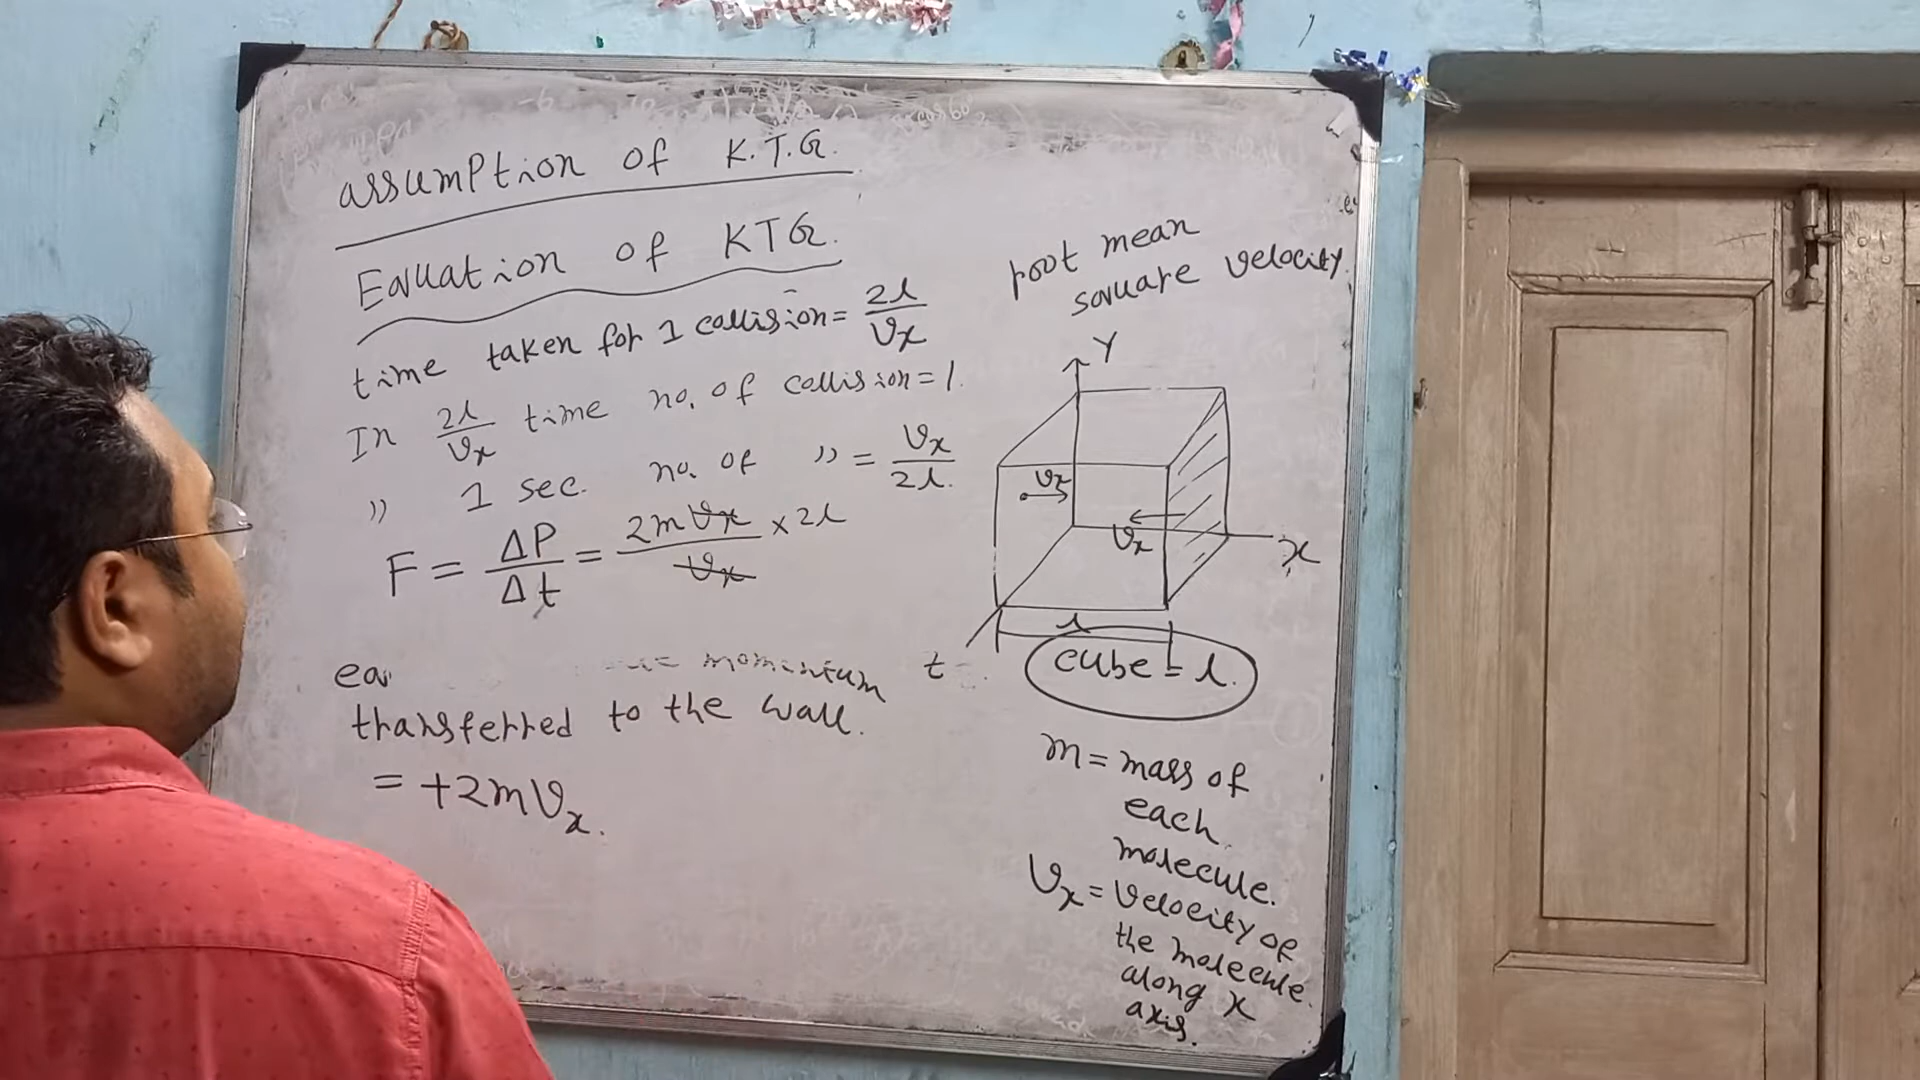 assumption of K.T.G.
Equation of KTG.
time taken for 1 collision = 2l/vx
In 2l/vx time no. of collision = 1.
" 1 sec. no. of " = vx/2l.
F = ΔP/Δt = 2mvx/vx × 2l
momentum
transferred to the wall.
= +2mvx.
root mean
square velocity.
Y
vx
vx
x
l
cube = l.
t
m = mass of
each
molecule.
vx = velocity of
the molecule
along x
axis.